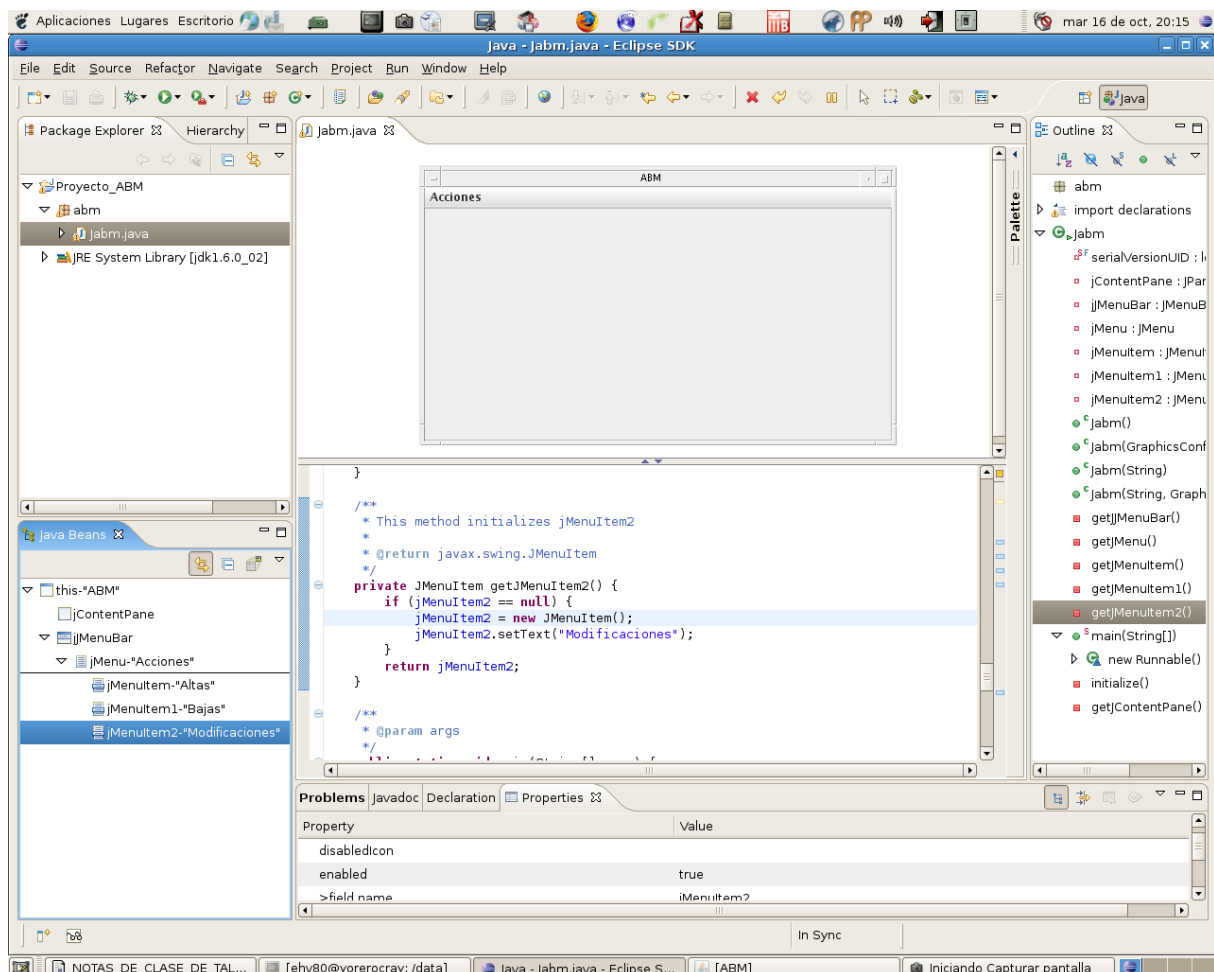 Aplicaciones Lugares Escritorio
mar 16 de oct, 20:15
Java - Jabm.java - Eclipse SDK
File Edit Source Refactor Navigate Search Project Run Window Help
Java
Package Explorer Hierarchy
Proyecto_ABM
abm
Jabm.java
JRE System Library [jdk1.6.0_02]
Java Beans
this-"ABM"
jContentPane
jJMenuBar
jMenu-"Acciones"
jMenuItem-"Altas"
jMenuItem1-"Bajas"
jMenuItem2-"Modificaciones"
Jabm.java
ABM
Acciones
Palette
}
/**
* This method initializes jMenuItem2
*
* @return javax.swing.JMenuItem
*/
private JMenuItem getJMenuItem2() {
if (jMenuItem2 == null) {
jMenuItem2 = new JMenuItem();
jMenuItem2.setText("Modificaciones");
}
return jMenuItem2;
}
/**
* @param args
*/
Outline
abm
import declarations
Jabm
serialVersionUID : l
jContentPane : JPar
jJMenuBar : JMenuB
jMenu : JMenu
jMenuItem : JMenuI
jMenuItem1 : JMenu
jMenuItem2 : JMenu
Jabm()
Jabm(GraphicsConf
Jabm(String)
Jabm(String, Graph
getJJMenuBar()
getJMenu()
getJMenuItem()
getJMenuItem1()
getJMenuItem2()
main(String[])
new Runnable()
initialize()
getJContentPane()
Problems Javadoc Declaration Properties
Property Value
disabledIcon
enabled true
>field name jMenuItem2
In Sync
NOTAS DE CLASE DE TAL... [ehy80@yorerocray: /data] Java - Jabm.java - Eclipse S... [ABM] Iniciando Capturar pantalla